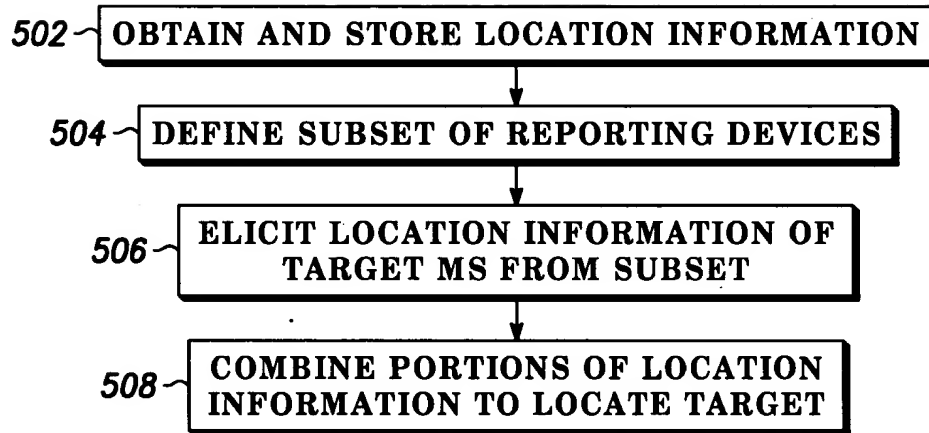 502 OBTAIN AND STORE LOCATION INFORMATION
504 DEFINE SUBSET OF REPORTING DEVICES
506 ELICIT LOCATION INFORMATION OF
TARGET MS FROM SUBSET
508 COMBINE PORTIONS OF LOCATION
INFORMATION TO LOCATE TARGET